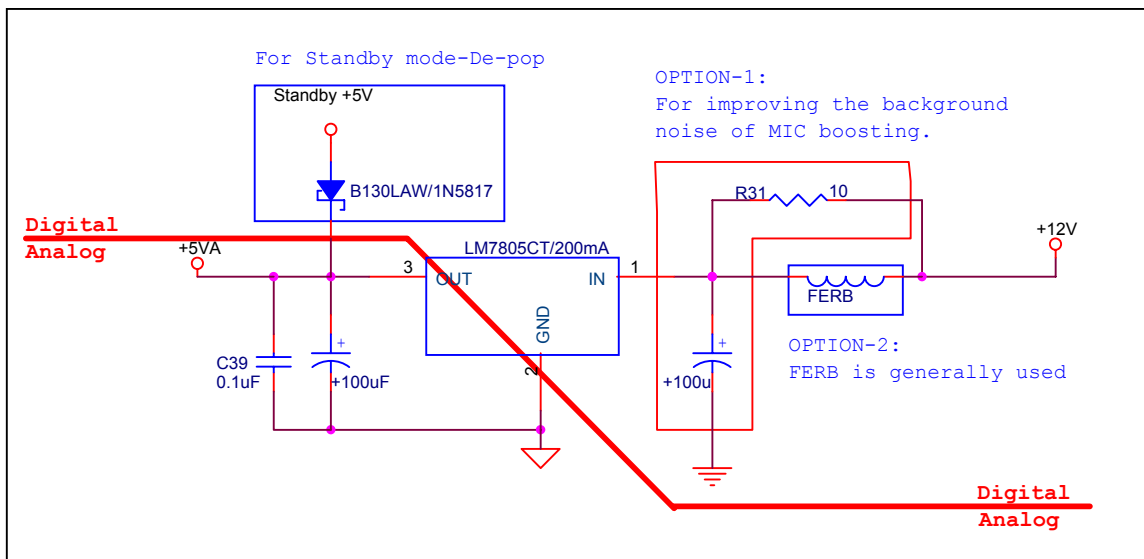 For Standby mode-De-pop
Standby +5V
B130LAW/1N5817
OPTION-1:
For improving the background
noise of MIC boosting.
R31
10
Digital
Analog
+5VA
LM7805CT/200mA
+12V
3
OUT
IN
1
GND
2
FERB
C39
0.1uF
+
+100uF
+
+100u
OPTION-2:
FERB is generally used
Digital
Analog